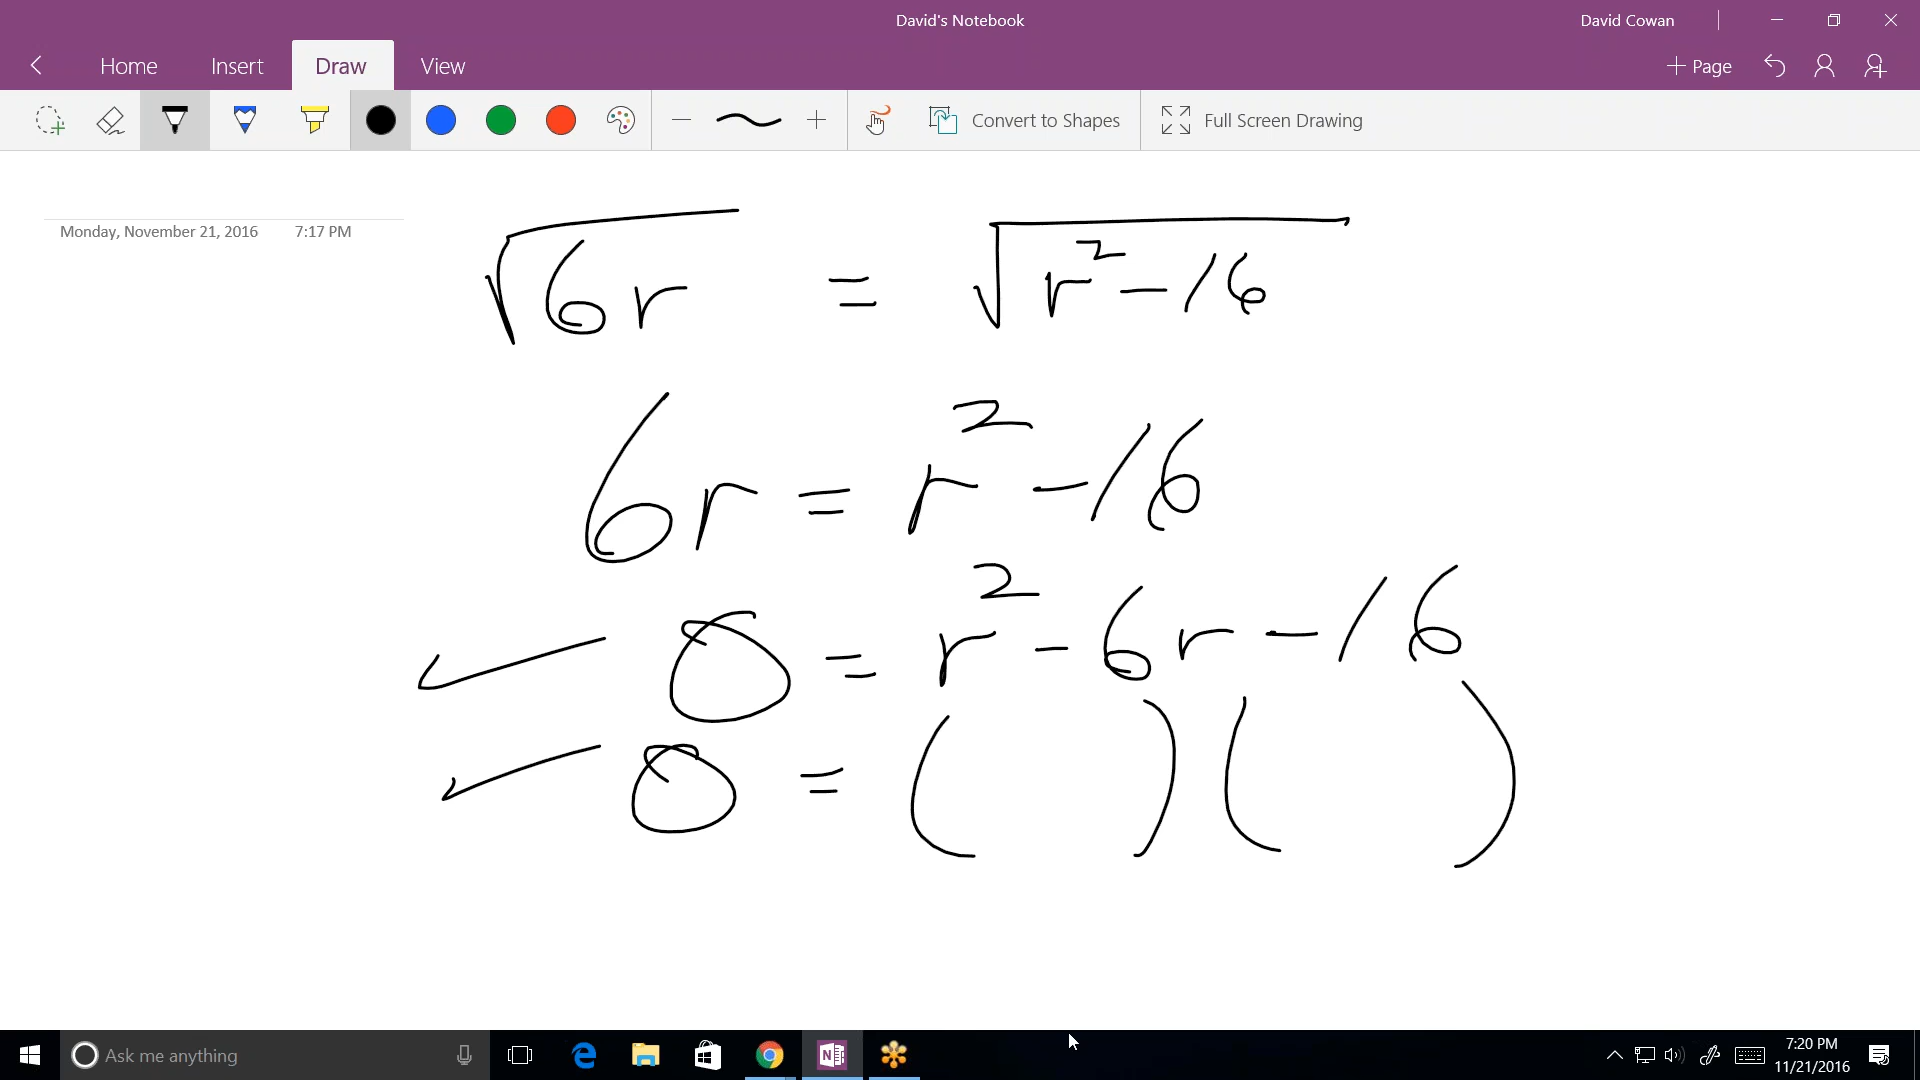 David's Notebook
David Cowan
Home Insert Draw View
Page
Convert to Shapes
Full Screen Drawing
Monday, November 21, 2016 7:17 PM
√6r = √r²-16
6r = r²-16
0 = r²-6r-16
0 = ( )( )
Ask me anything
N
7:20 PM
11/21/2016